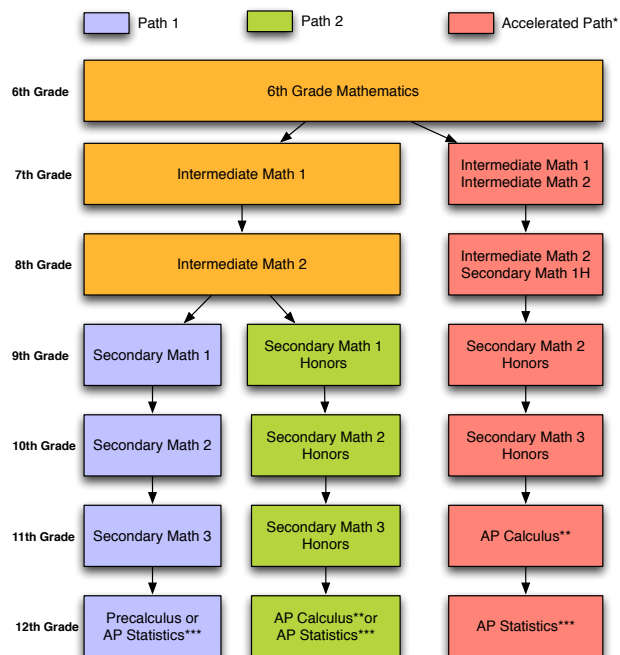 Path 1
Path 2
Accelerated Path*
6th Grade
6th Grade Mathematics
7th Grade
Intermediate Math 1
Intermediate Math 1
Intermediate Math 2
8th Grade
Intermediate Math 2
Intermediate Math 2
Secondary Math 1H
9th Grade
Secondary Math 1
Secondary Math 1
Honors
Secondary Math 2
Honors
10th Grade
Secondary Math 2
Secondary Math 2
Honors
Secondary Math 3
Honors
11th Grade
Secondary Math 3
Secondary Math 3
Honors
AP Calculus**
12th Grade
Precalculus or
AP Statistics***
AP Calculus**or
AP Statistics***
AP Statistics***